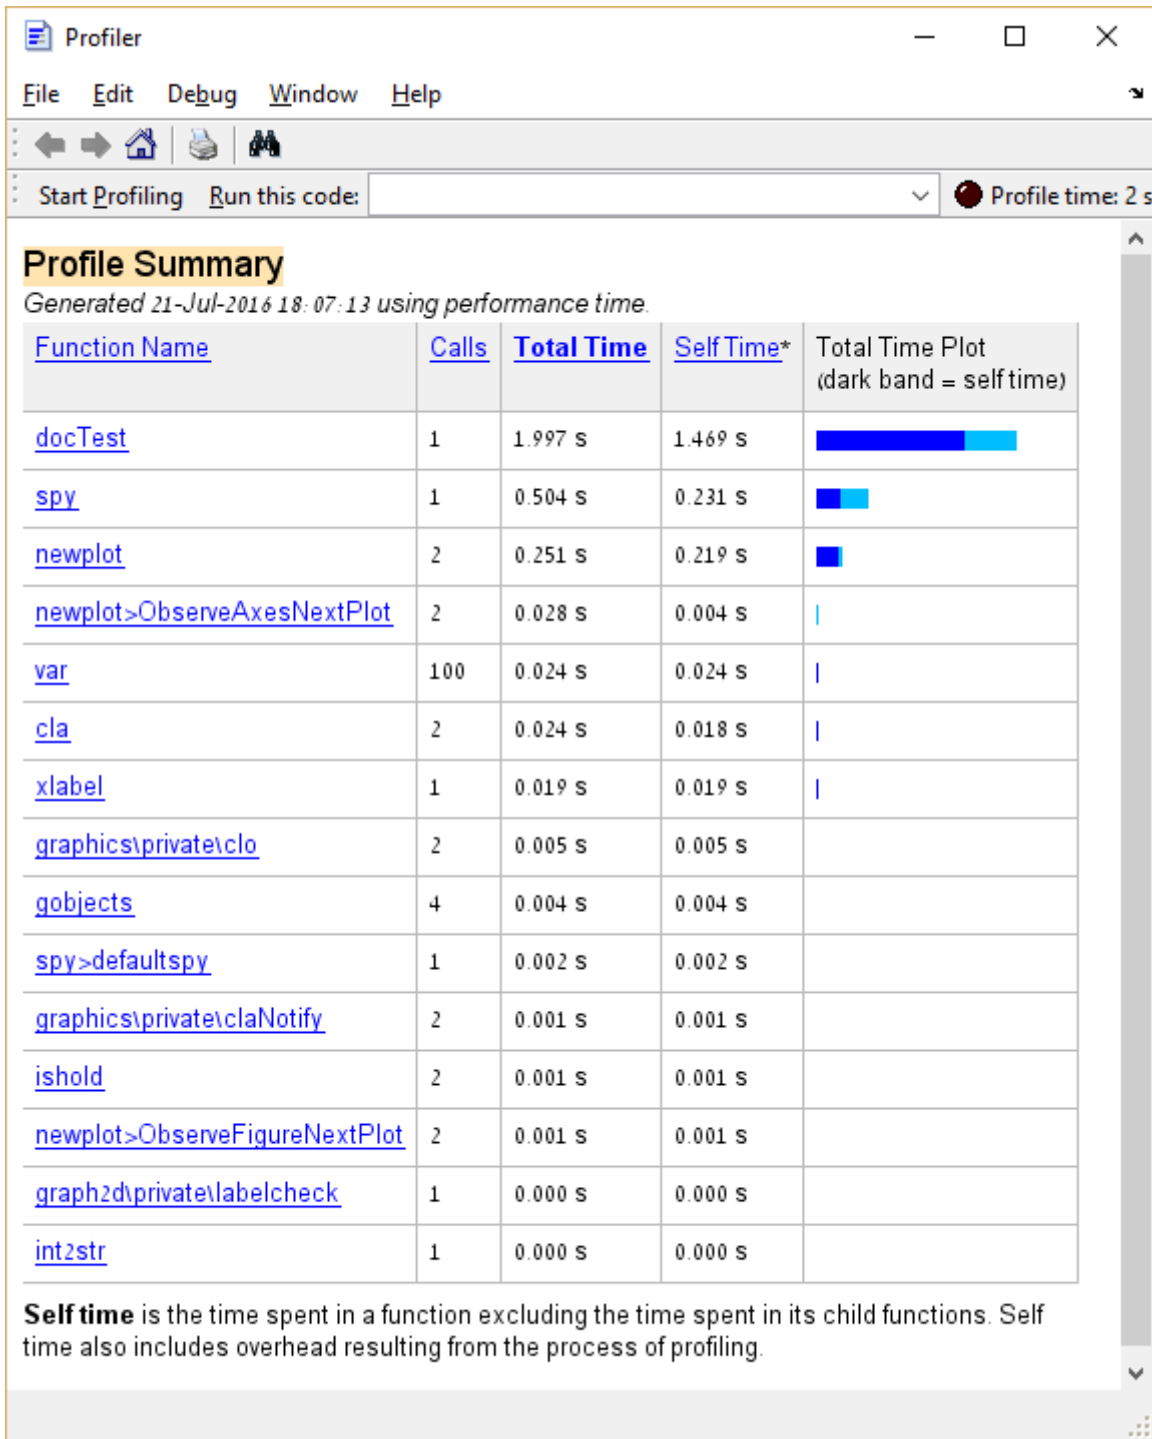 Profiler
File Edit Debug Window Help
Start Profiling Run this code: Profile time: 2 s
Profile Summary
Generated 21-Jul-2016 18:07:13 using performance time.
Function Name Calls Total Time Self Time* Total Time Plot
(dark band = self time)
docTest 1 1.997 s 1.469 s
spy 1 0.504 s 0.231 s
newplot 2 0.251 s 0.219 s
newplot>ObserveAxesNextPlot 2 0.028 s 0.004 s
var 100 0.024 s 0.024 s
cla 2 0.024 s 0.018 s
xlabel 1 0.019 s 0.019 s
graphics\private\clo 2 0.005 s 0.005 s
gobjects 4 0.004 s 0.004 s
spy>defaultspy 1 0.002 s 0.002 s
graphics\private\claNotify 2 0.001 s 0.001 s
ishold 2 0.001 s 0.001 s
newplot>ObserveFigureNextPlot 2 0.001 s 0.001 s
graph2d\private\labelcheck 1 0.000 s 0.000 s
int2str 1 0.000 s 0.000 s
Self time is the time spent in a function excluding the time spent in its child functions. Self
time also includes overhead resulting from the process of profiling.